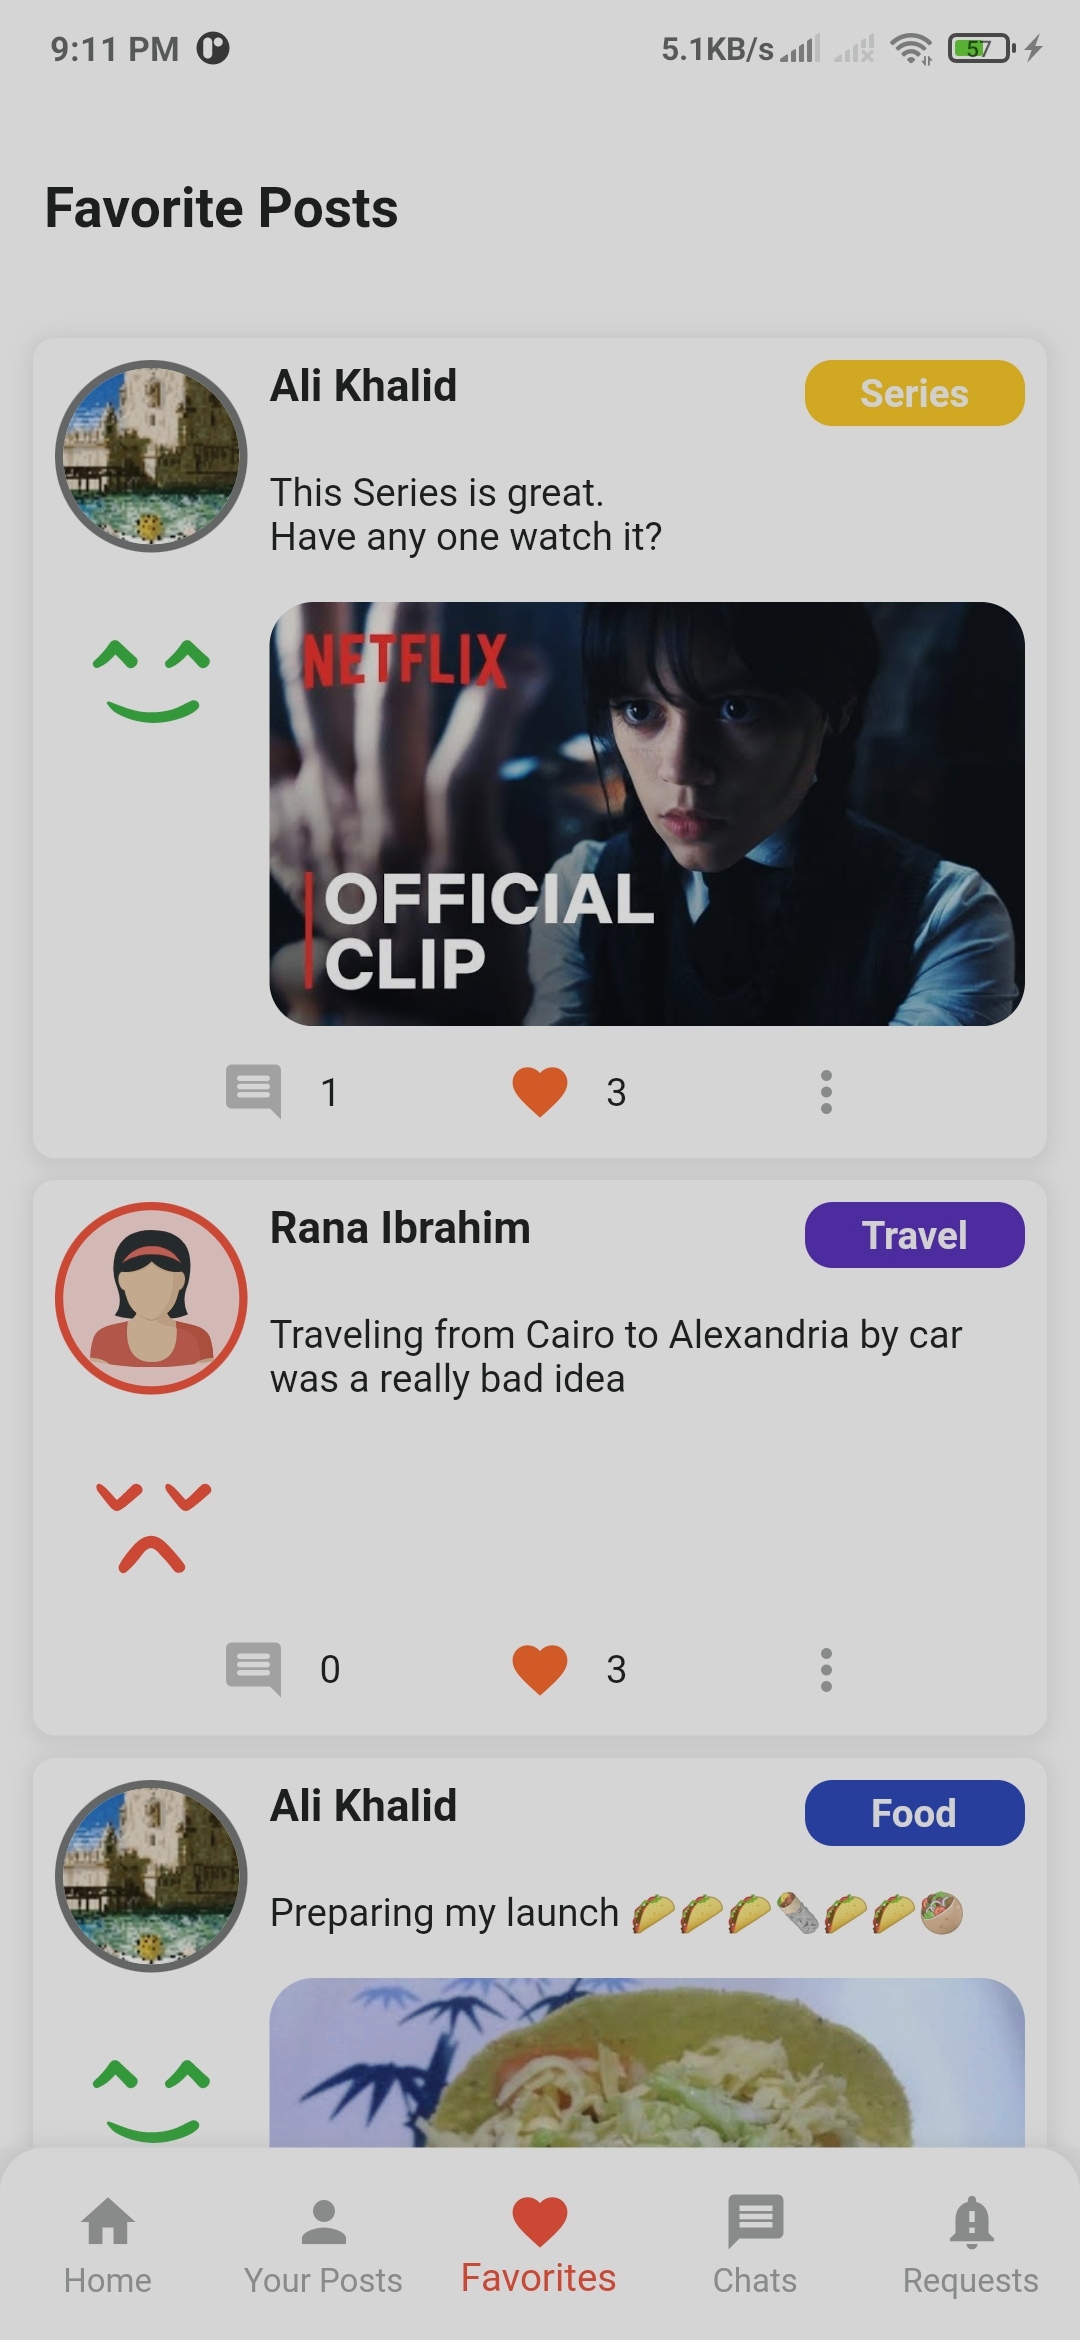 9:11 PM
5.1KB/s
57
Favorite Posts
Ali Khalid
Series
This Series is great.
Have any one watch it?
NETFLIX
OFFICIAL
CLIP
1
3
Rana Ibrahim
Travel
Traveling from Cairo to Alexandria by car
was a really bad idea
0
3
Ali Khalid
Food
Preparing my launch 🌮🌮🌮🌯🌮🌮🥙
Home
Your Posts
Favorites
Chats
Requests